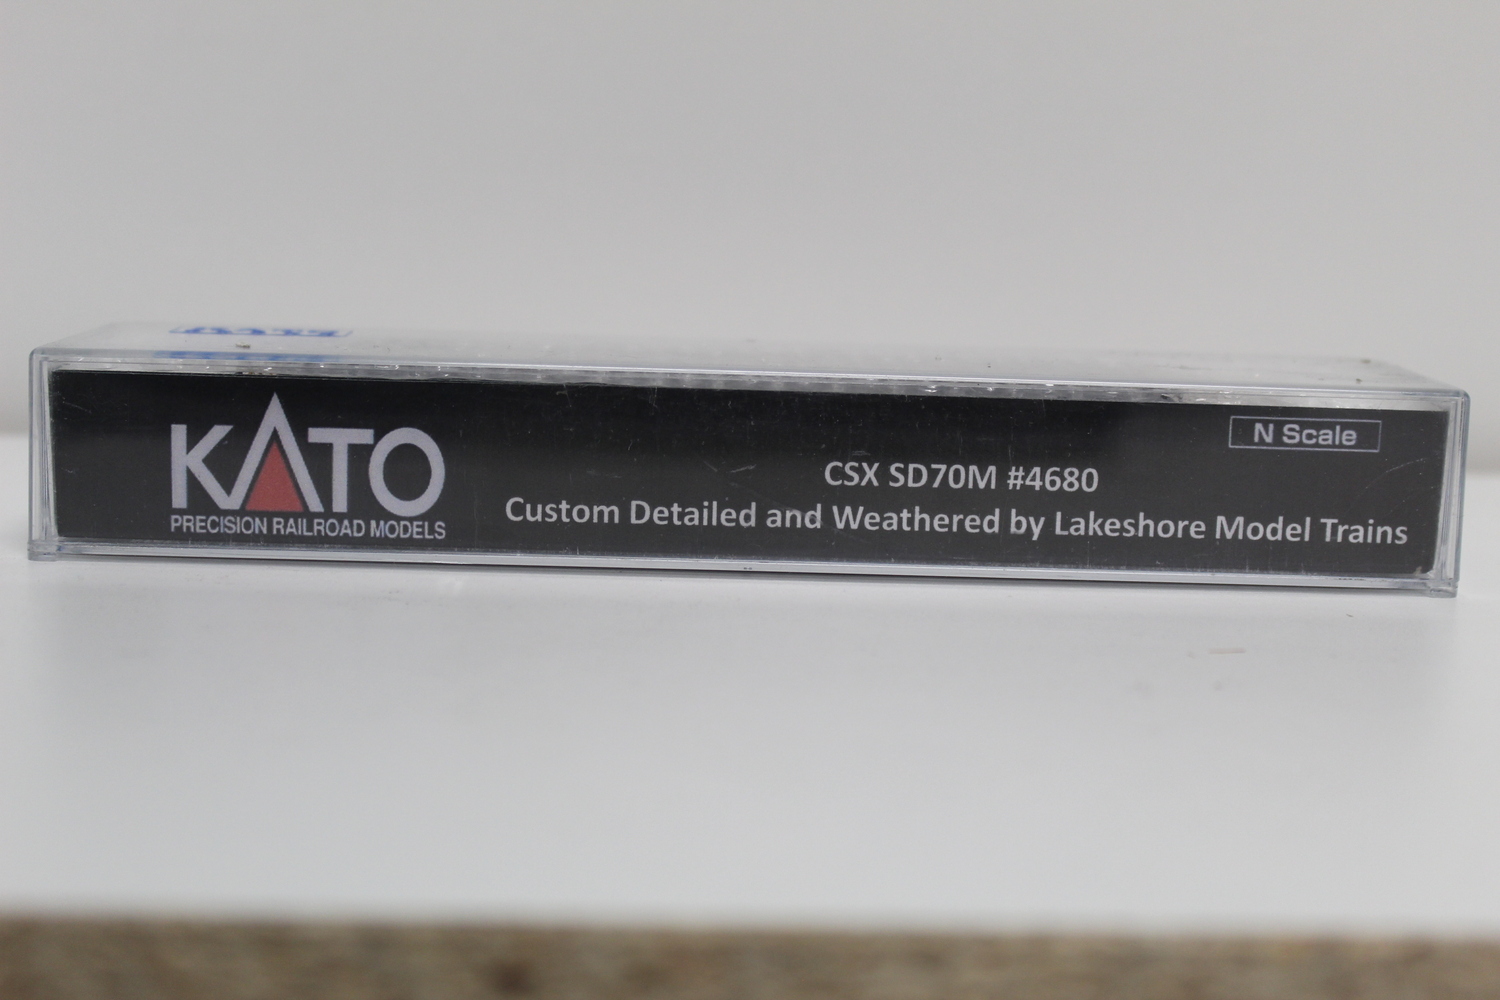 KATO
PRECISION RAILROAD MODELS
N Scale
CSX SD70M #4680
Custom Detailed and Weathered by Lakeshore Model Trains